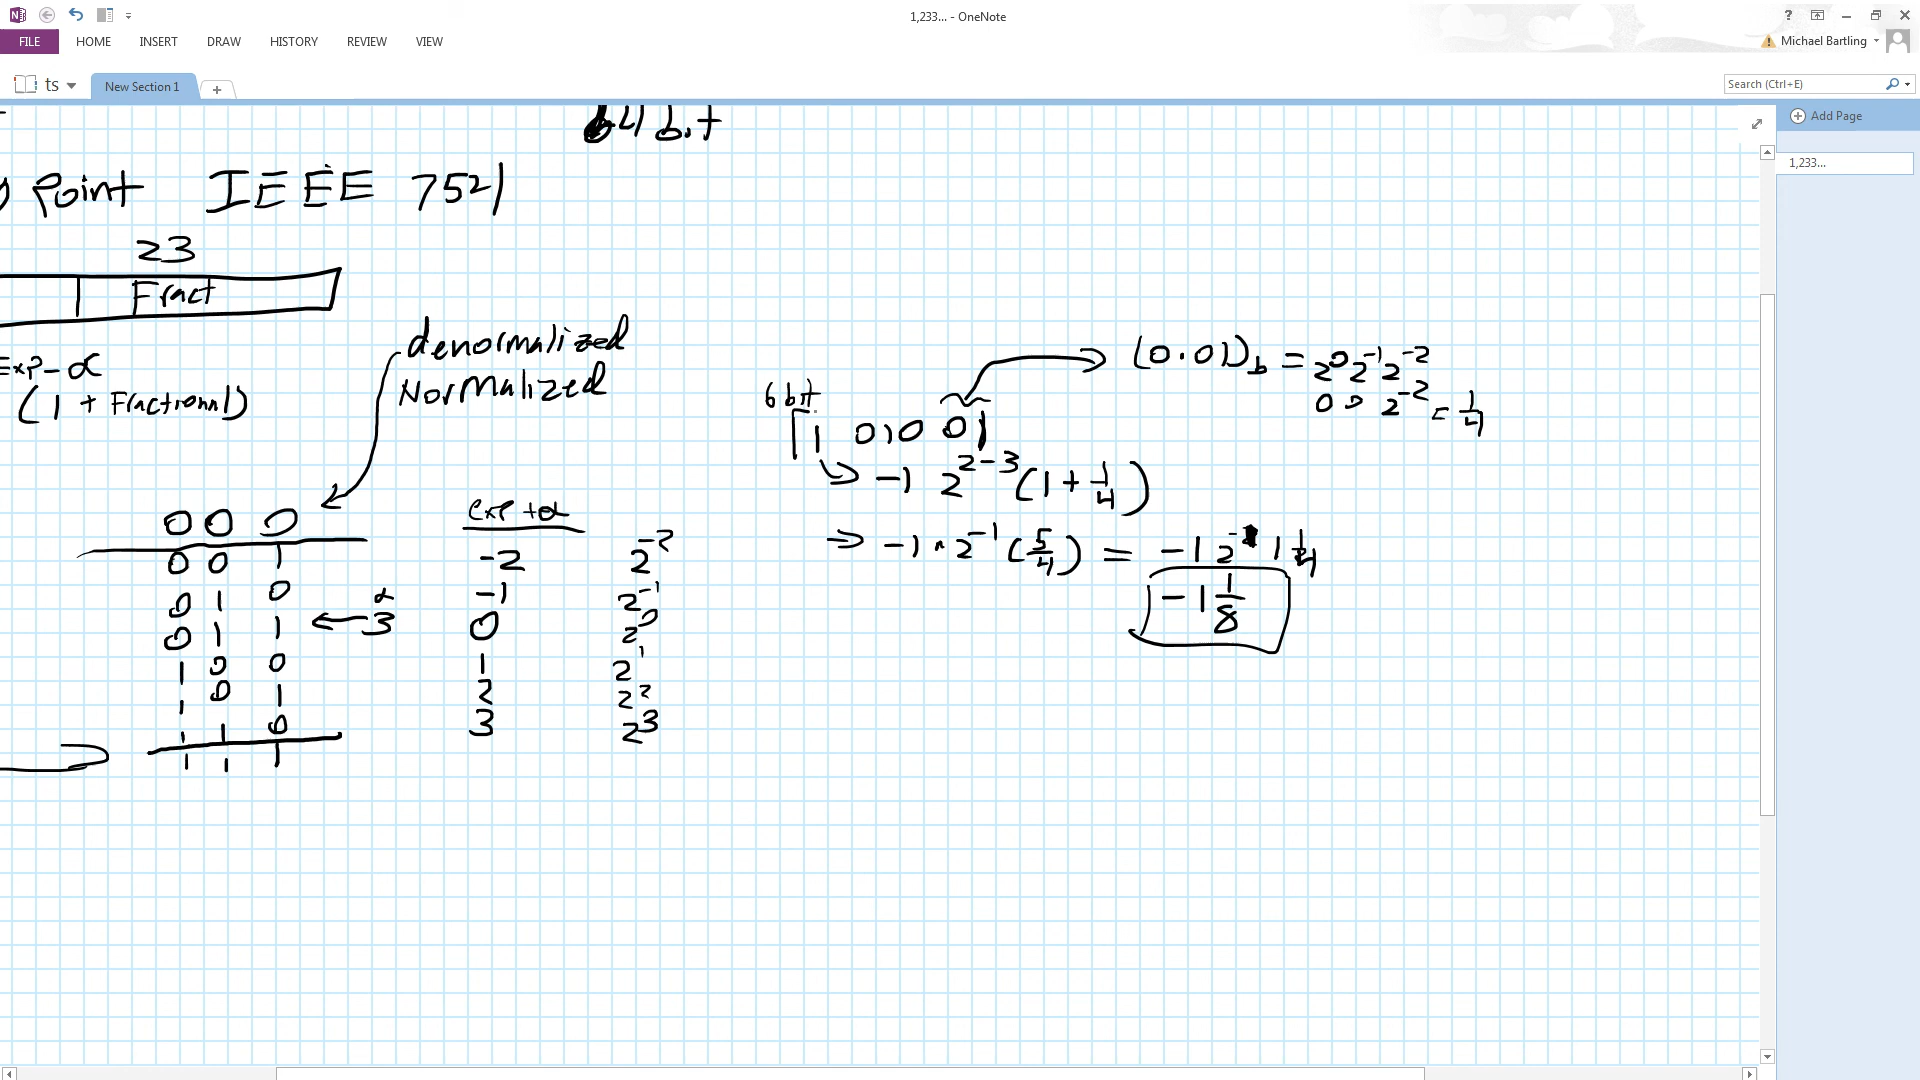 1,233... - OneNote
FILE HOME INSERT DRAW HISTORY REVIEW VIEW
Michael Bartling
ts New Section 1
Search (Ctrl+E)
Add Page
1,233...
64 bit
Point IEEE 754
23
Fract
Exp - α
(1 + Fractional)
denormalized
Normalized
6 bit
1 0 1 0 0 1
(0.01)b = 2^0 2^-1 2^-2
0 0 2^-2 = 1/4
→ -1 2^2-3 (1 + 1/4)
→ -1 · 2^-1 (5/4) = -1 2^-1 1 1/4
-1 1/8
exp + α
0 0 0
0 0 1 -2 2^-2
0 1 0 -1 2^-1
0 1 1 ← 3 α 0 2^0
1 0 0 1 2^1
1 0 1 2 2^2
1 1 0 3 2^3
1 1 1